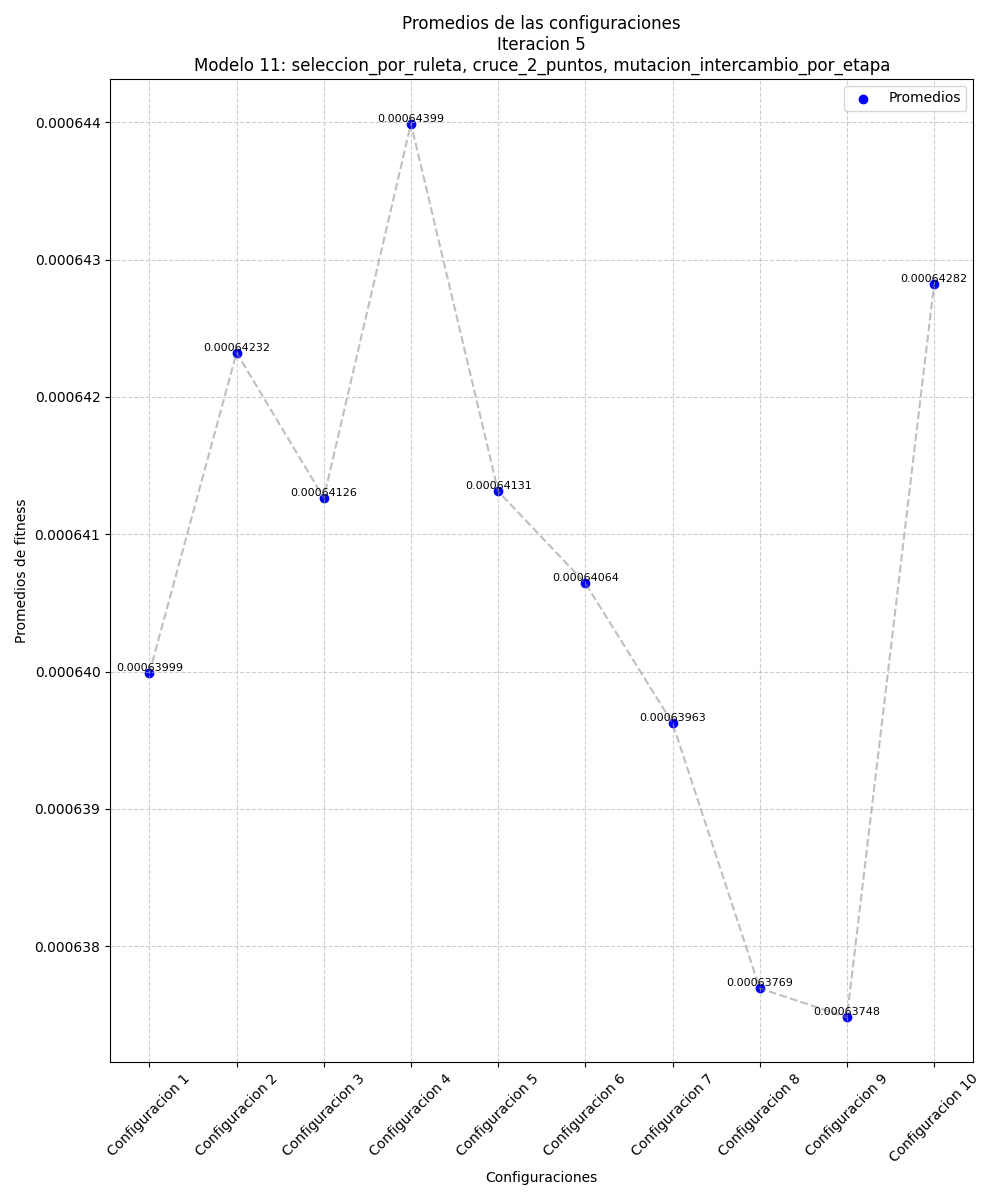 Promedios de las configuraciones
Iteracion 5
Modelo 11: seleccion_por_ruleta, cruce_2_puntos, mutacion_intercambio_por_etapa
Promedios
0.000644
0.000643
0.000642
0.000641
0.000640
0.000639
0.000638
Promedios de fitness
0.00063999
0.00064232
0.00064126
0.00064399
0.00064131
0.00064064
0.00063963
0.00063769
0.00063748
0.00064282
Configuracion 1
Configuracion 2
Configuracion 3
Configuracion 4
Configuracion 5
Configuracion 6
Configuracion 7
Configuracion 8
Configuracion 9
Configuracion 10
Configuraciones